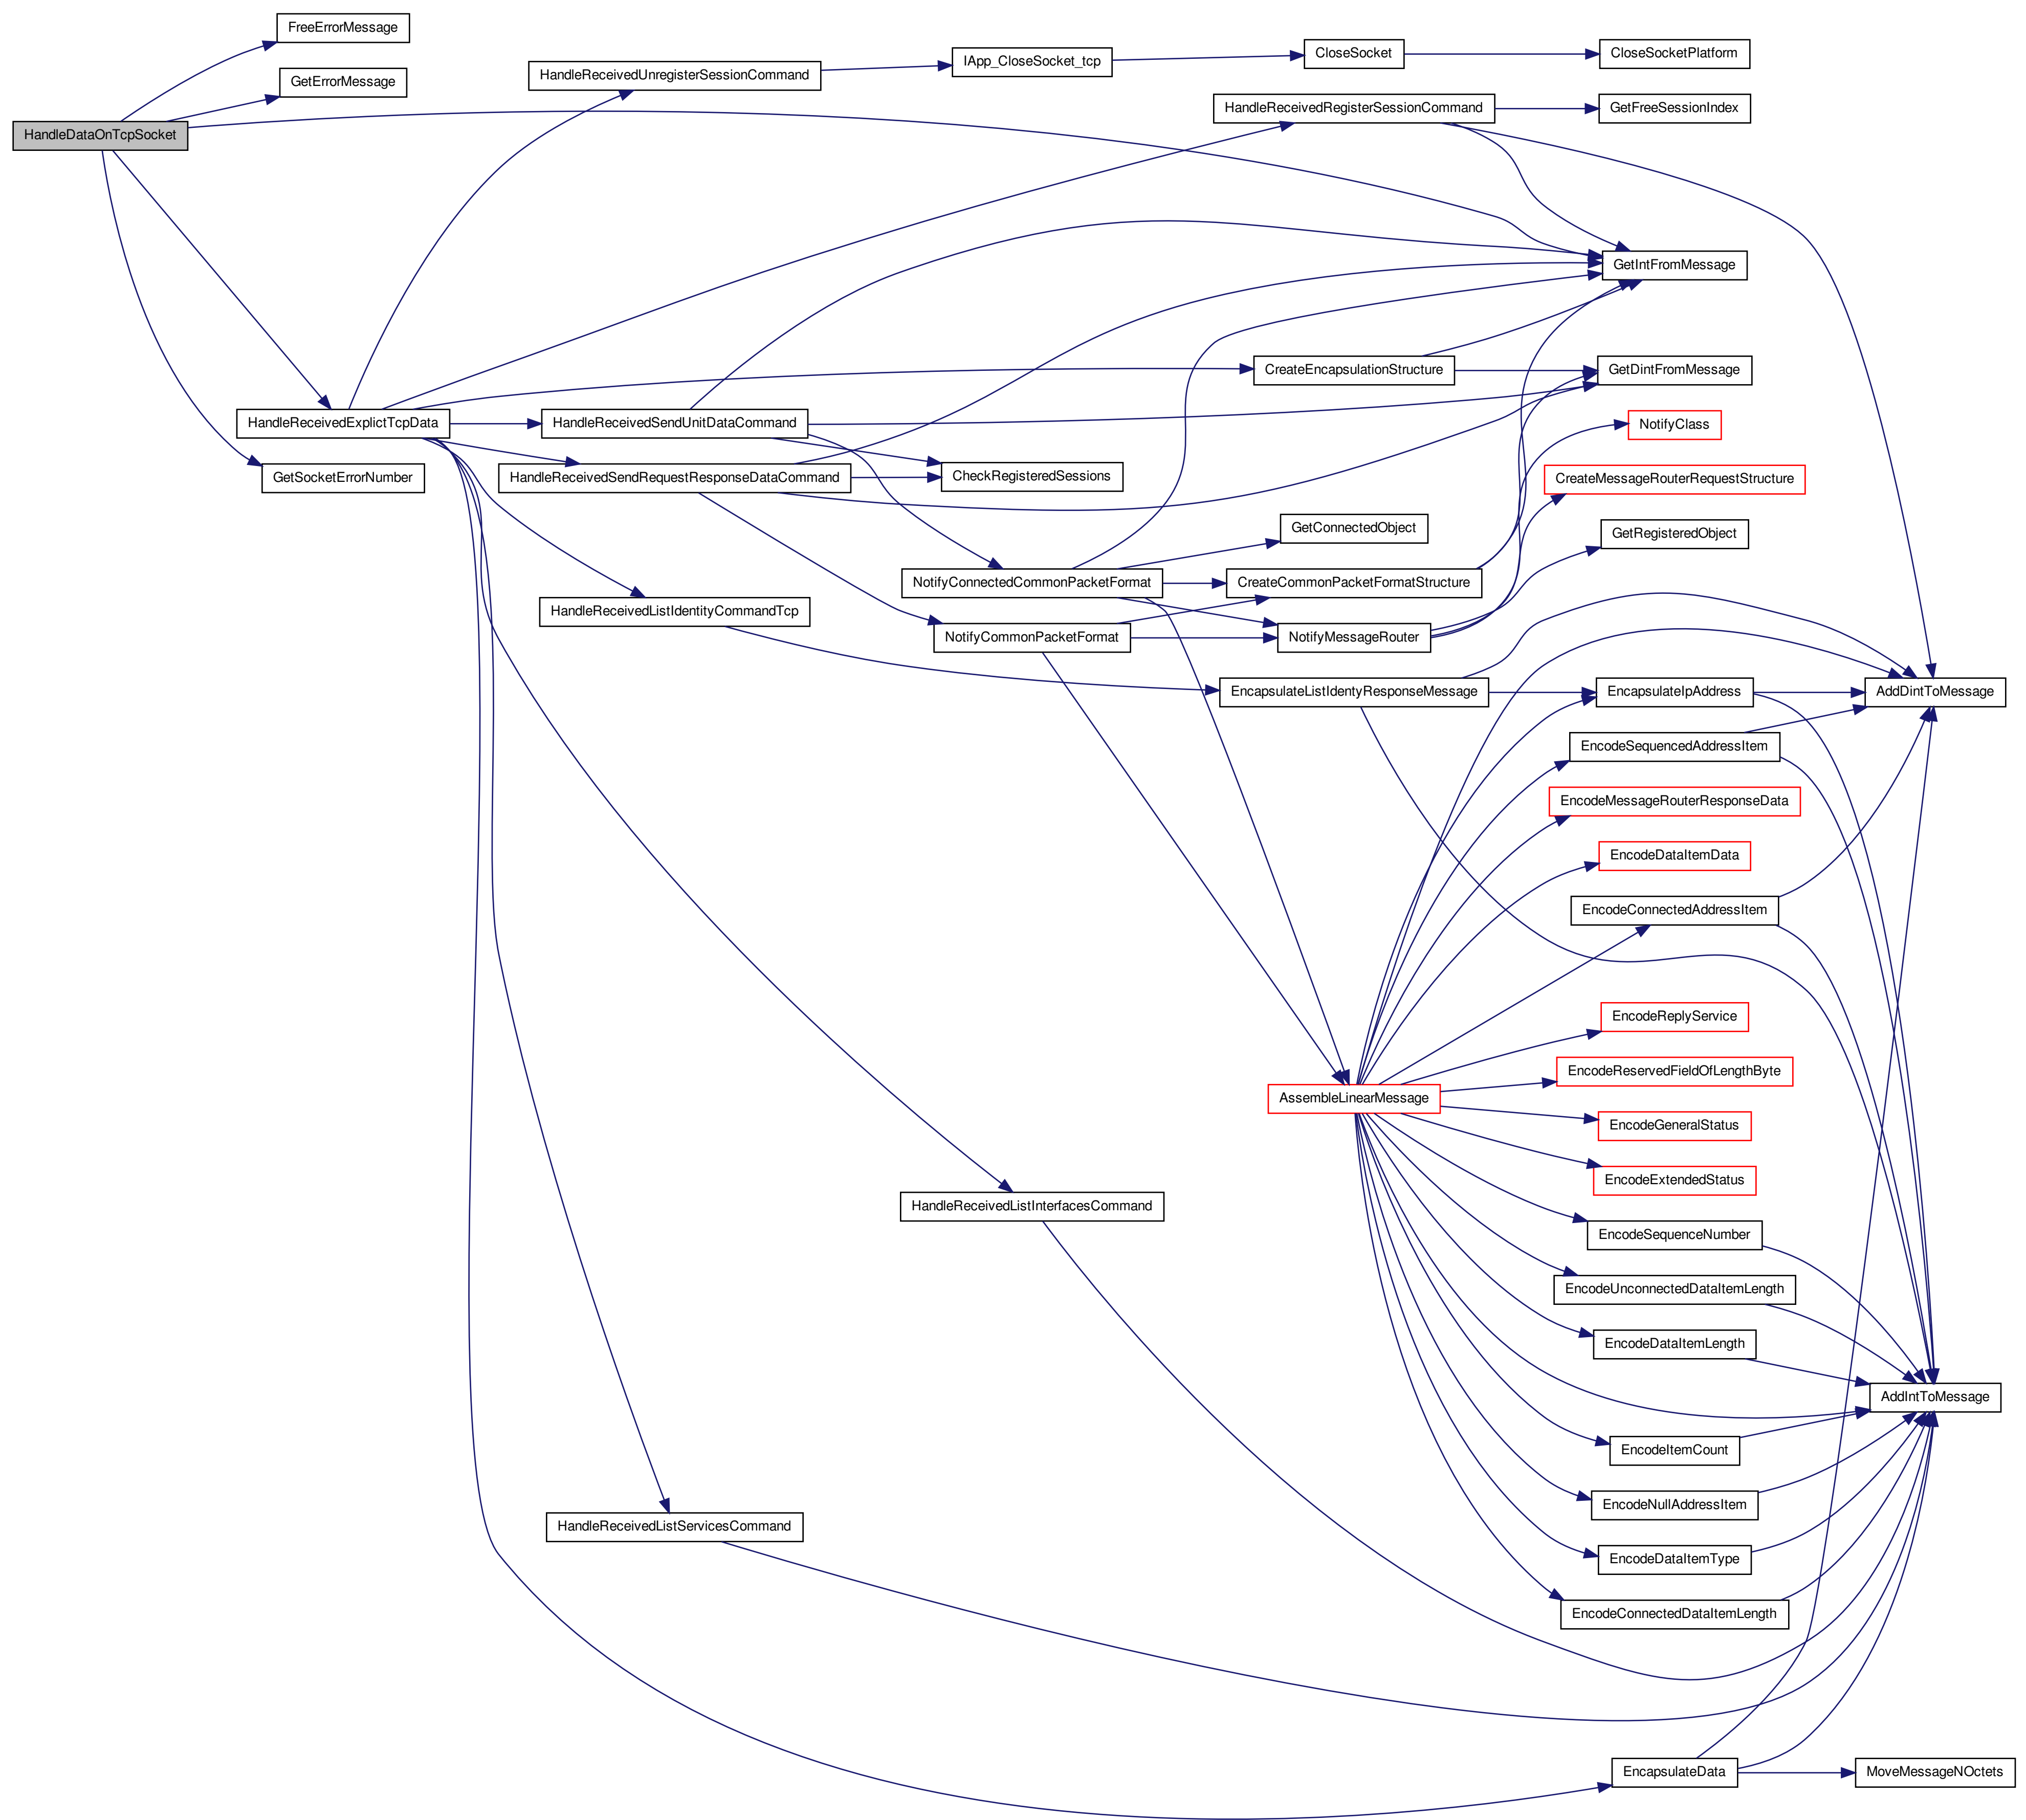 FreeErrorMessage
GetErrorMessage
HandleDataOnTcpSocket
HandleReceivedUnregisterSessionCommand
IApp_CloseSocket_tcp
CloseSocket
CloseSocketPlatform
HandleReceivedRegisterSessionCommand
GetFreeSessionIndex
GetIntFromMessage
CreateEncapsulationStructure
GetDintFromMessage
HandleReceivedExplictTcpData
HandleReceivedSendUnitDataCommand
NotifyClass
GetSocketErrorNumber
HandleReceivedSendRequestResponseDataCommand
CheckRegisteredSessions
CreateMessageRouterRequestStructure
GetConnectedObject
GetRegisteredObject
NotifyConnectedCommonPacketFormat
CreateCommonPacketFormatStructure
HandleReceivedListIdentityCommandTcp
NotifyCommonPacketFormat
NotifyMessageRouter
EncapsulateListIdentyResponseMessage
EncapsulateIpAddress
AddDintToMessage
EncodeSequencedAddressItem
EncodeMessageRouterResponseData
EncodeDataItemData
EncodeConnectedAddressItem
EncodeReplyService
EncodeReservedFieldOfLengthByte
AssembleLinearMessage
EncodeGeneralStatus
EncodeExtendedStatus
HandleReceivedListInterfacesCommand
EncodeSequenceNumber
EncodeUnconnectedDataItemLength
EncodeDataItemLength
AddIntToMessage
EncodeItemCount
EncodeNullAddressItem
HandleReceivedListServicesCommand
EncodeDataItemType
EncodeConnectedDataItemLength
EncapsulateData
MoveMessageNOctets